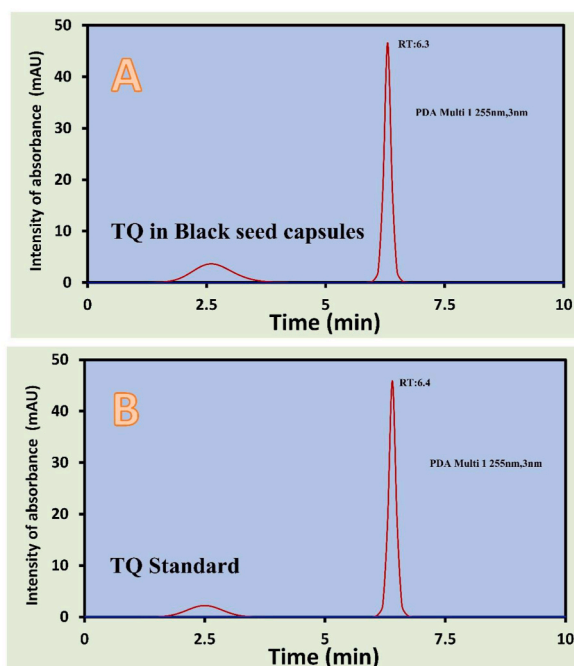 50
A
RT:6.3
40
PDA Multi 1 255nm,3nm
30
20
TQ in Black seed capsules
10
0
Intensity of absorbance (mAU)
0 2.5 5 7.5 10
Time (min)
50
B
RT:6.4
40
PDA Multi 1 255nm,3nm
30
20
TQ Standard
10
0
Intensity of absorbance (mAU)
0 2.5 5 7.5 10
Time (min)